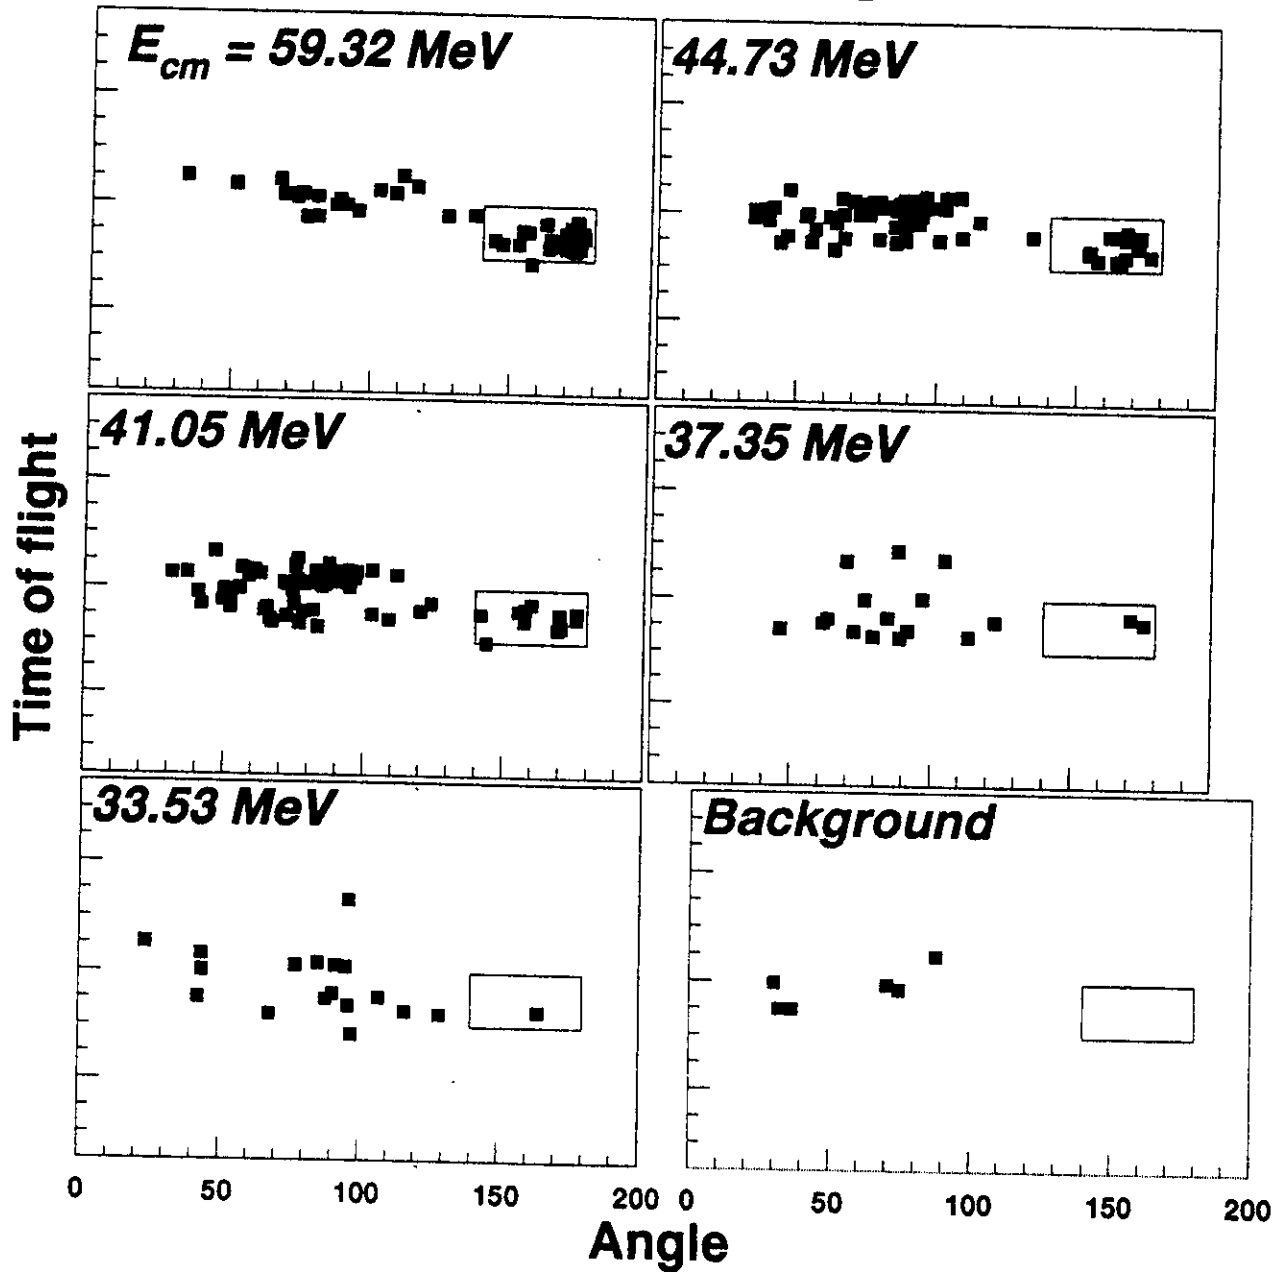 E_cm = 59.32 MeV
44.73 MeV
41.05 MeV
37.35 MeV
33.53 MeV
Background
Time of flight
0 50 100 150 200 0 50 100 150 200
Angle